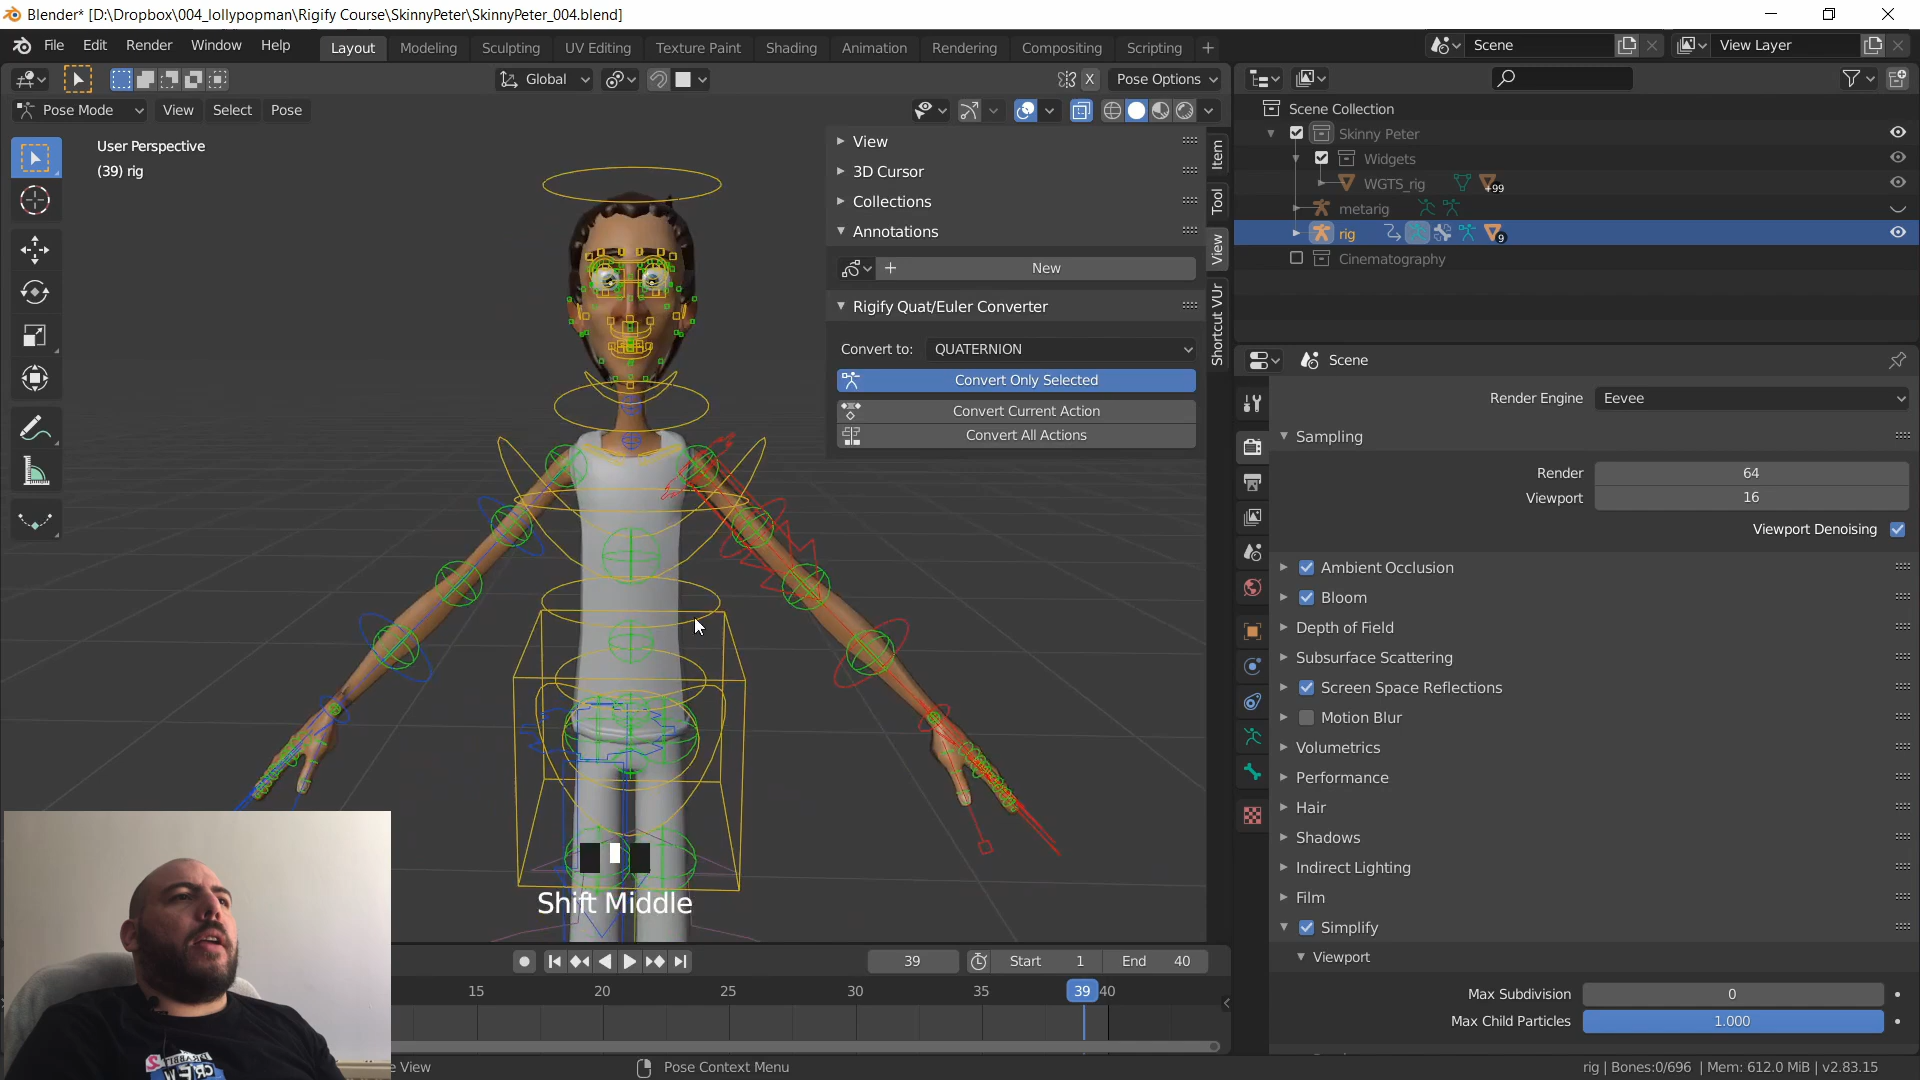 Blender* [D:\Dropbox\004_lollypopman\Rigify Course\SkinnyPeter\SkinnyPeter_004.blend]
File Edit Render Window Help Layout Modeling Sculpting UV Editing Texture Paint Shading Animation Rendering Compositing Scripting + Scene View Layer
Global X Pose Options
Pose Mode View Select Pose
User Perspective
(39) rig
View
3D Cursor
Collections
Annotations
+ New
Rigify Quat/Euler Converter
Convert to: QUATERNION
Convert Only Selected
Convert Current Action
Convert All Actions
Item
Tool
View
Shortcut VUr
Scene Collection
Skinny Peter
Widgets
WGTS_rig +99
metarig
rig 9
Cinematography
Scene
Render Engine Eevee
Sampling
Render 64
Viewport 16
Viewport Denoising
Ambient Occlusion
Bloom
Depth of Field
Subsurface Scattering
Screen Space Reflections
Motion Blur
Volumetrics
Performance
Hair
Shadows
Indirect Lighting
Film
Simplify
Viewport
Max Subdivision 0
Max Child Particles 1.000
Shift Middle
39 Start 1 End 40
15 20 25 30 35 39 40
e View Pose Context Menu rig | Bones:0/696 | Mem: 612.0 MiB | v2.83.15